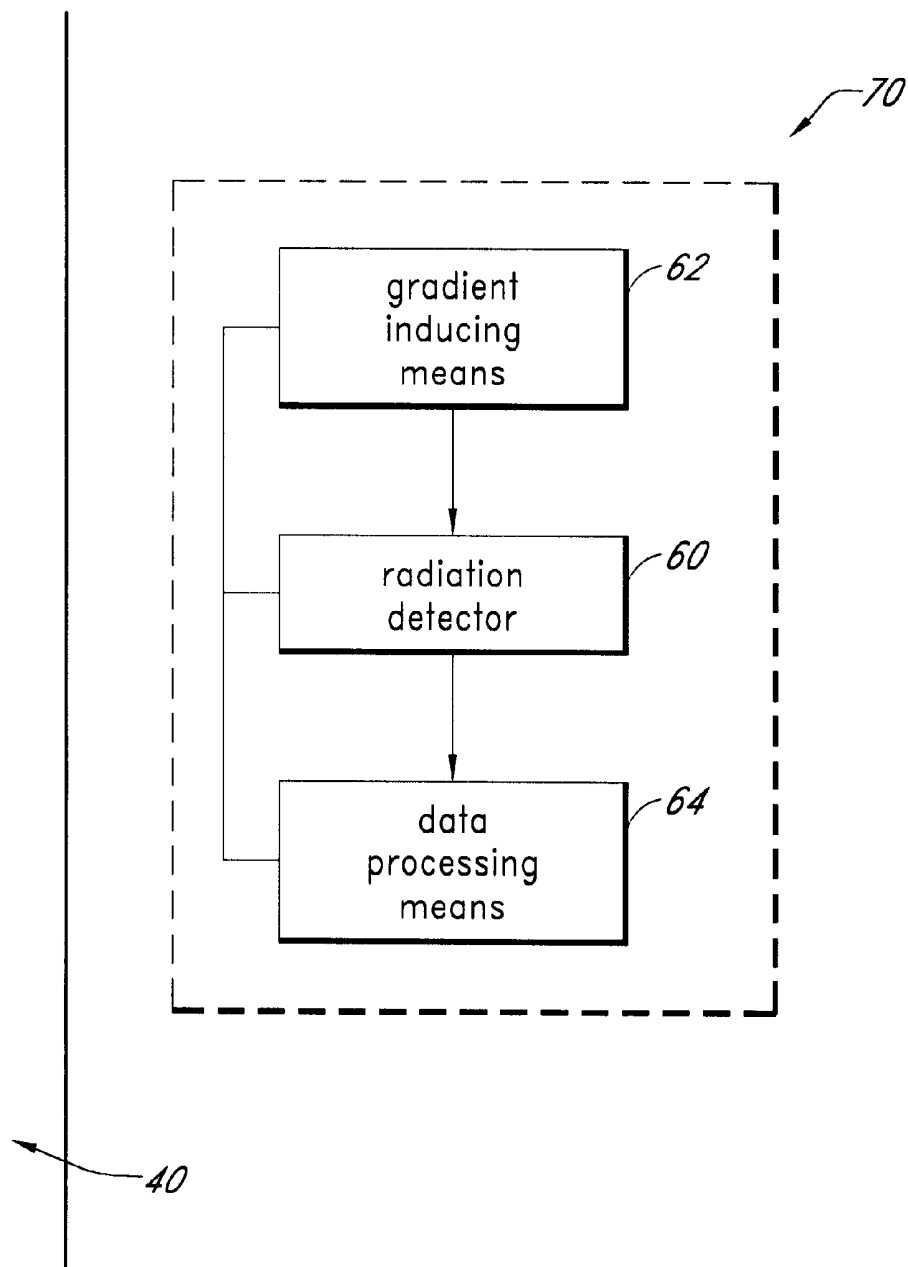 70
gradient
inducing
means
62
radiation
detector
60
data
processing
means
64
40